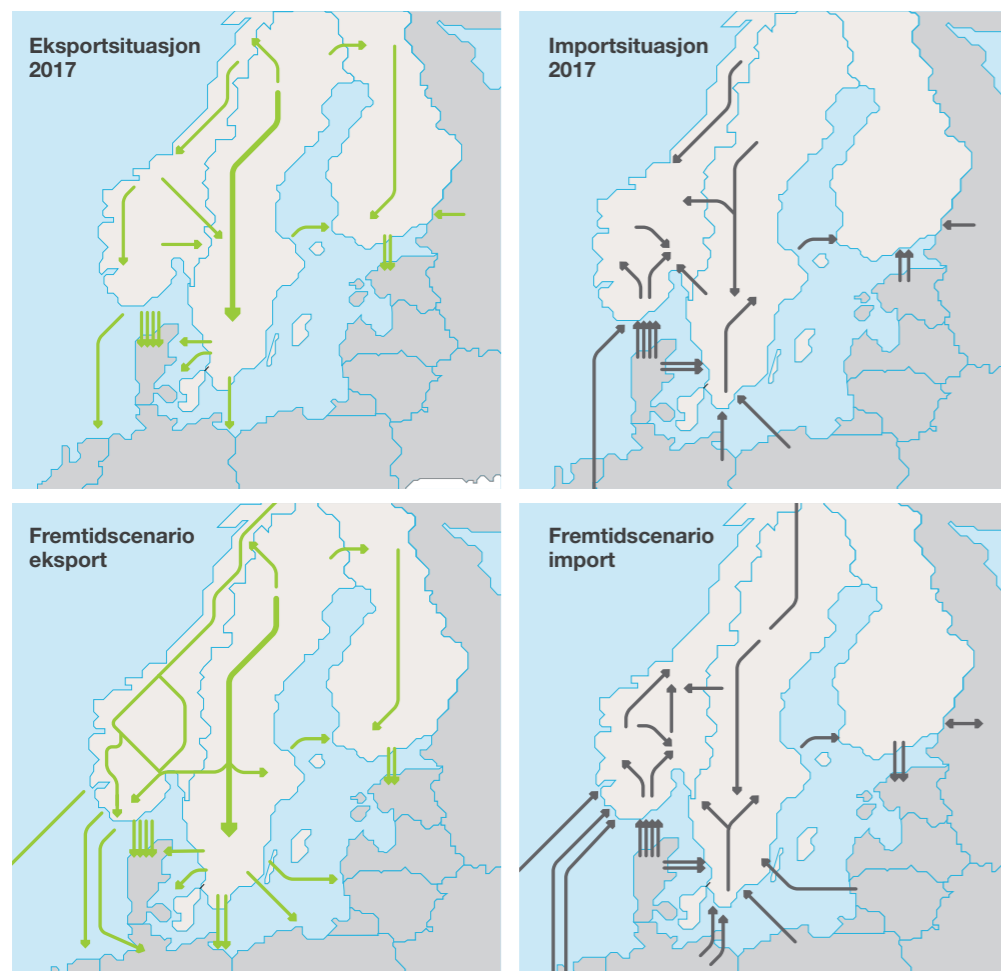 Eksportsituasjon
2017
Importsituasjon
2017
Fremtidscenario
eksport
Fremtidscenario
import